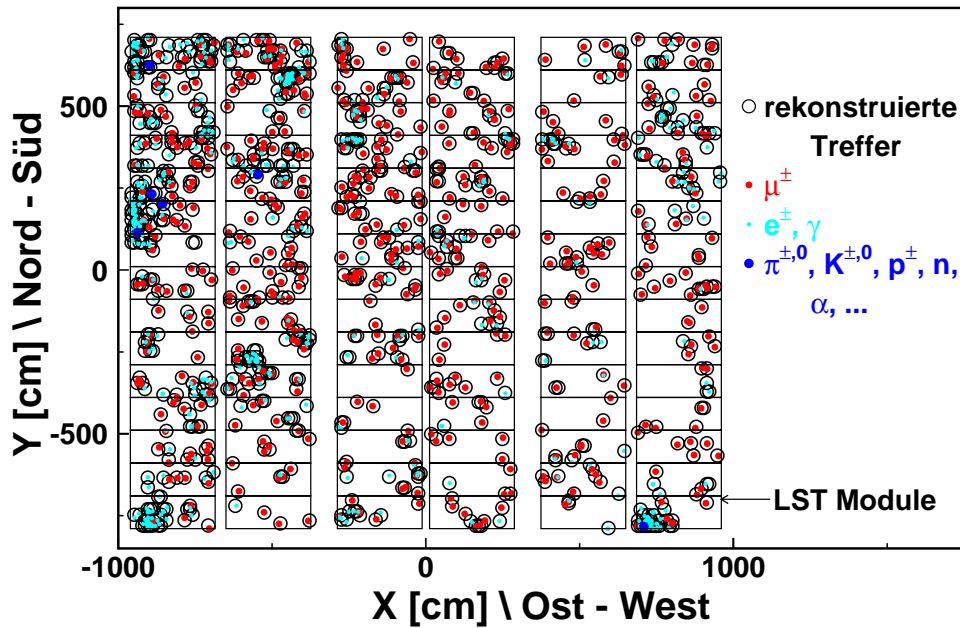 Y [cm] \ Nord - Süd
500
0
-500
-1000
0
1000
X [cm] \ Ost - West
rekonstruierte
Treffer
μ±
e±, γ
π±,0, K±,0, p±, n,
α, ...
LST Module